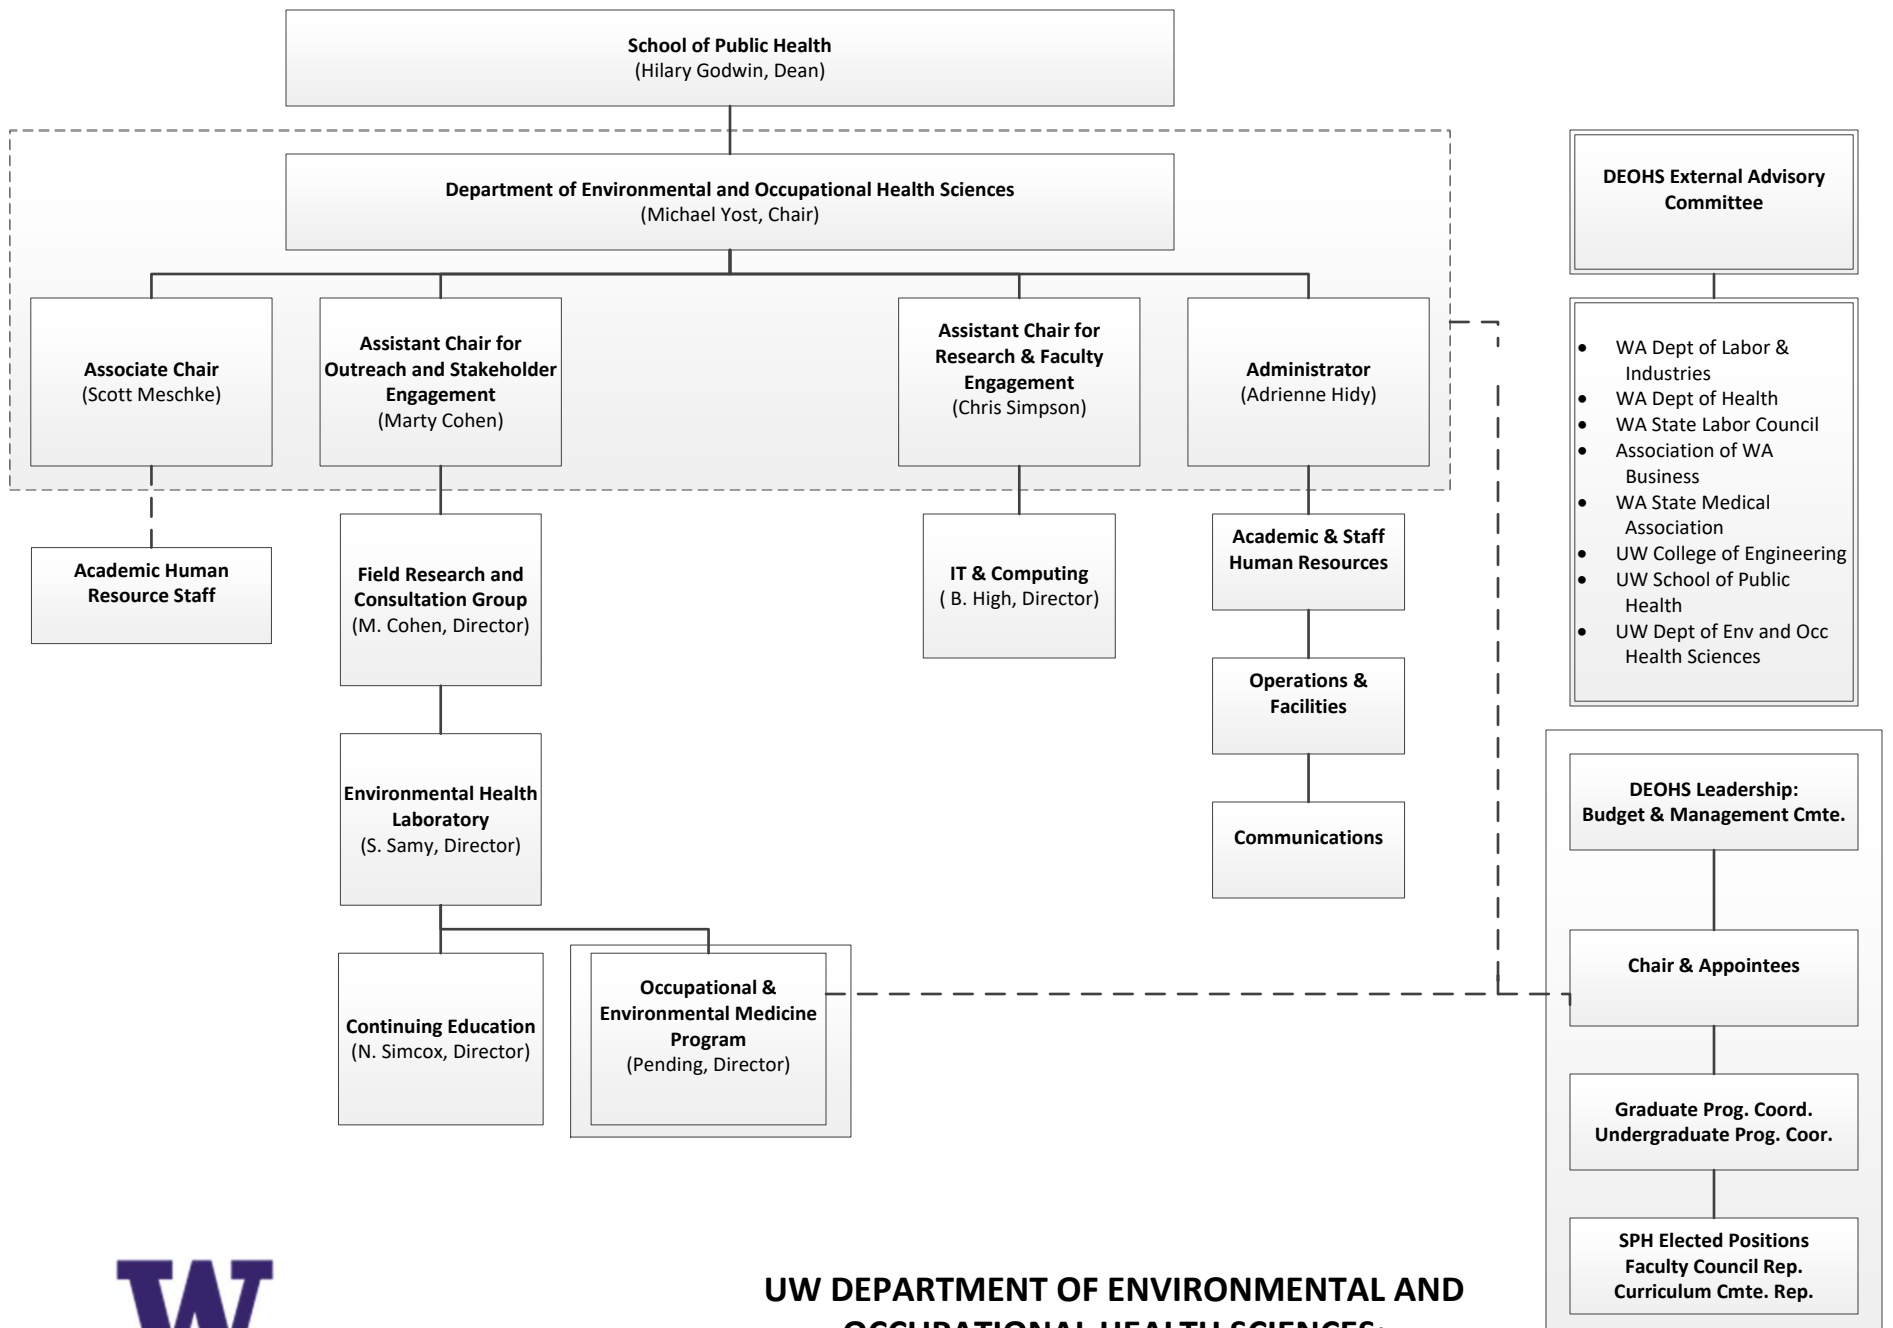 School of Public Health
(Hilary Godwin, Dean)
Department of Environmental and Occupational Health Sciences
(Michael Yost, Chair)
Associate Chair
(Scott Meschke)
Assistant Chair for
Outreach and Stakeholder
Engagement
(Marty Cohen)
Assistant Chair for
Research & Faculty
Engagement
(Chris Simpson)
Administrator
(Adrienne Hidy)
Academic Human
Resource Staff
Field Research and
Consultation Group
(M. Cohen, Director)
Environmental Health
Laboratory
(S. Samy, Director)
Continuing Education
(N. Simcox, Director)
Occupational &
Environmental Medicine
Program
(Pending, Director)
IT & Computing
( B. High, Director)
Academic & Staff
Human Resources
Operations &
Facilities
Communications
DEOHS External Advisory
Committee
• WA Dept of Labor &
Industries
• WA Dept of Health
• WA State Labor Council
• Association of WA
Business
• WA State Medical
Association
• UW College of Engineering
• UW School of Public
Health
• UW Dept of Env and Occ
Health Sciences
DEOHS Leadership:
Budget & Management Cmte.
Chair & Appointees
Graduate Prog. Coord.
Undergraduate Prog. Coor.
SPH Elected Positions
Faculty Council Rep.
Curriculum Cmte. Rep.
W
UW DEPARTMENT OF ENVIRONMENTAL AND
OCCUPATIONAL HEALTH SCIENCES: